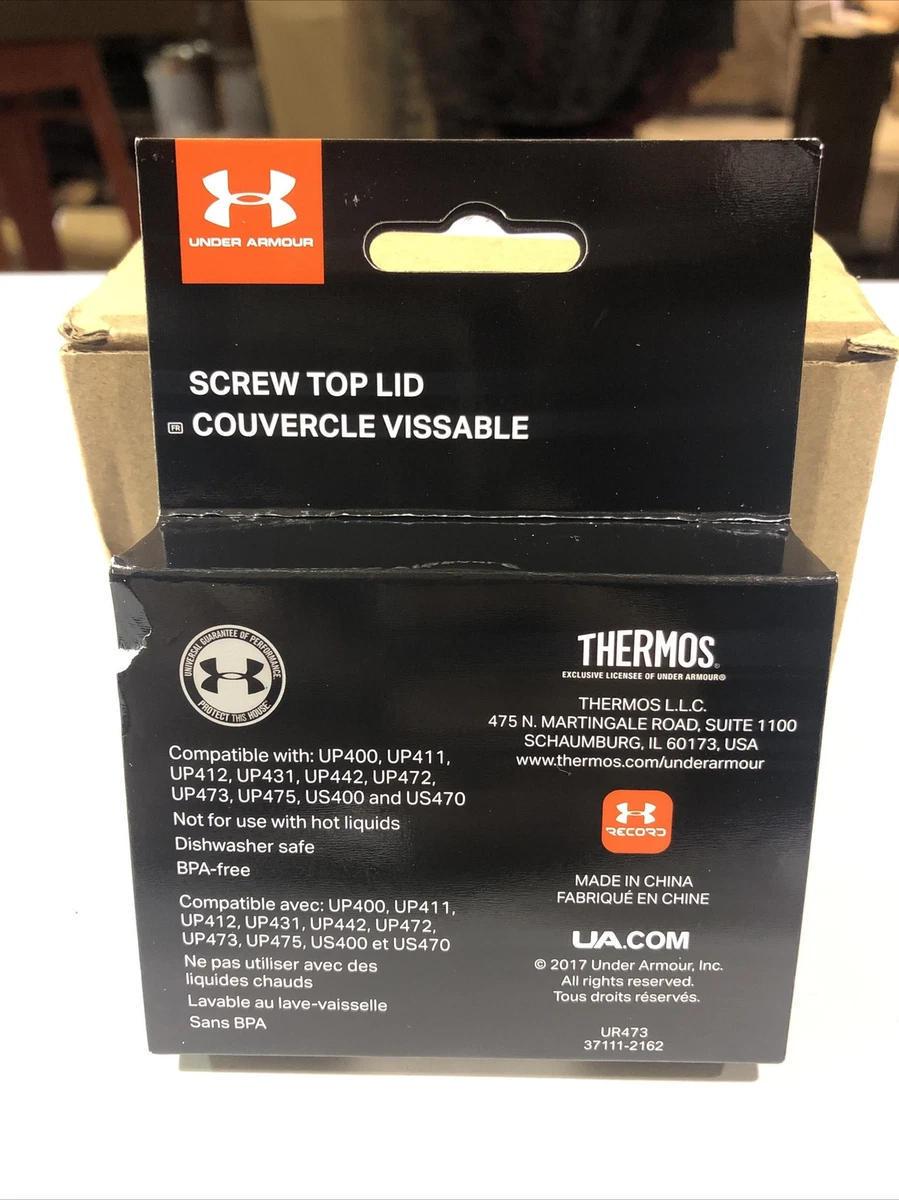 UNDER ARMOUR
SCREW TOP LID
FR COUVERCLE VISSABLE
UNIVERSAL GUARANTEE OF PERFORMANCE
PROTECT THIS HOUSE
Compatible with: UP400, UP411,
UP412, UP431, UP442, UP472,
UP473, UP475, US400 and US470
Not for use with hot liquids
Dishwasher safe
BPA-free
Compatible avec: UP400, UP411,
UP412, UP431, UP442, UP472,
UP473, UP475, US400 et US470
Ne pas utiliser avec des
liquides chauds
Lavable au lave-vaisselle
Sans BPA
THERMOS®
EXCLUSIVE LICENSEE OF UNDER ARMOUR®
THERMOS L.L.C.
475 N. MARTINGALE ROAD, SUITE 1100
SCHAUMBURG, IL 60173, USA
www.thermos.com/underarmour
RECORD
MADE IN CHINA
FABRIQUÉ EN CHINE
UA.COM
© 2017 Under Armour, Inc.
All rights reserved.
Tous droits réservés.
UR473
37111-2162